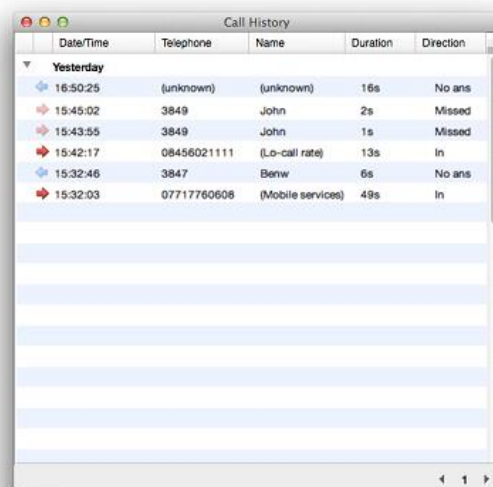 Call History
Date/Time Telephone Name Duration Direction
Yesterday
16:50:25 (unknown) (unknown) 16s No ans
15:45:02 3849 John 2s Missed
15:43:55 3849 John 1s Missed
15:42:17 08456021111 (Lo-call rate) 13s In
15:32:46 3847 Benw 6s No ans
15:32:03 07717760608 (Mobile services) 49s In
1